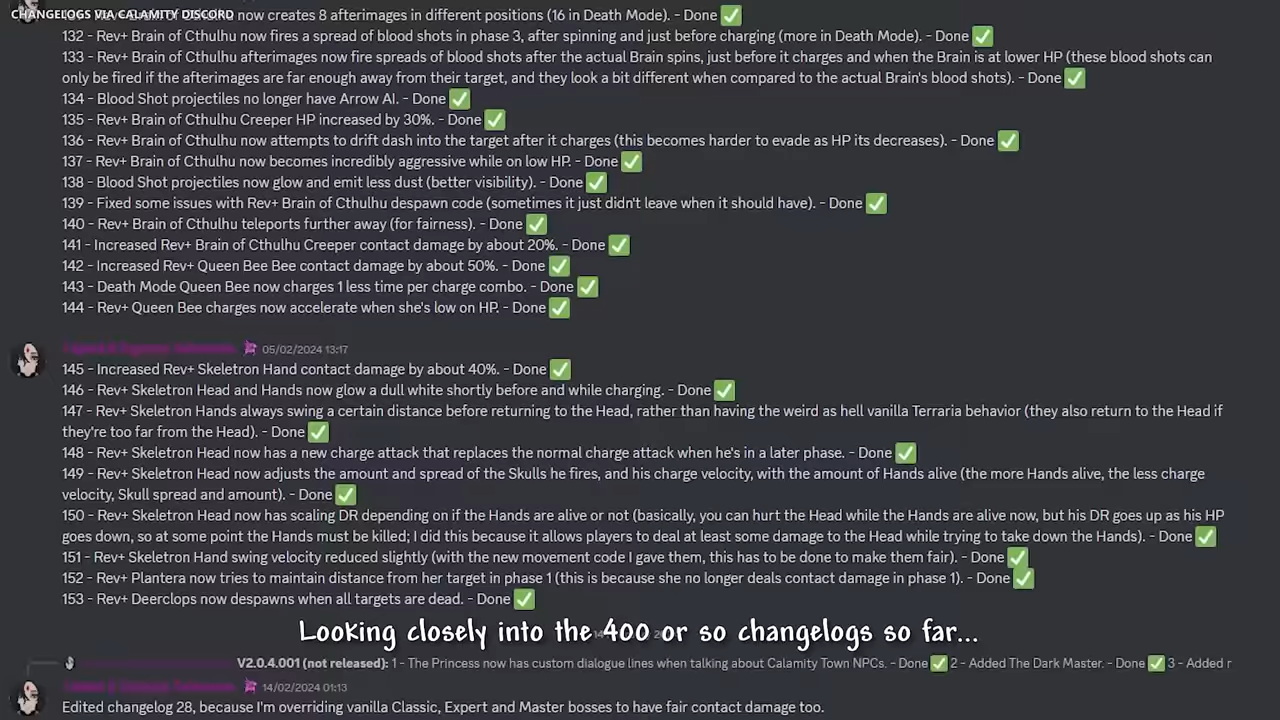 CHANGELOGS VIA CALAMITY DISCORD
now creates 8 afterimages in different positions (16 in Death Mode). - Done ✅
132 - Rev+ Brain of Cthulhu now fires a spread of blood shots in phase 3, after spinning and just before charging (more in Death Mode). - Done ✅
133 - Rev+ Brain of Cthulhu afterimages now fire spreads of blood shots after the actual Brain spins, just before it charges and when the Brain is at lower HP (these blood shots can
only be fired if the afterimages are far enough away from their target, and they look a bit different when compared to the actual Brain's blood shots). - Done ✅
134 - Blood Shot projectiles no longer have Arrow AI. - Done ✅
135 - Rev+ Brain of Cthulhu Creeper HP increased by 30%. - Done ✅
136 - Rev+ Brain of Cthulhu now attempts to drift dash into the target after it charges (this becomes harder to evade as HP its decreases). - Done ✅
137 - Rev+ Brain of Cthulhu now becomes incredibly aggressive while on low HP. - Done ✅
138 - Blood Shot projectiles now glow and emit less dust (better visibility). - Done ✅
139 - Fixed some issues with Rev+ Brain of Cthulhu despawn code (sometimes it just didn't leave when it should have). - Done ✅
140 - Rev+ Brain of Cthulhu teleports further away (for fairness). - Done ✅
141 - Increased Rev+ Brain of Cthulhu Creeper contact damage by about 20%. - Done ✅
142 - Increased Rev+ Queen Bee Bee contact damage by about 50%. - Done ✅
143 - Death Mode Queen Bee now charges 1 less time per charge combo. - Done ✅
144 - Rev+ Queen Bee charges now accelerate when she's low on HP. - Done ✅
05/02/2024 13:17
145 - Increased Rev+ Skeletron Hand contact damage by about 40%. - Done ✅
146 - Rev+ Skeletron Head and Hands now glow a dull white shortly before and while charging. - Done ✅
147 - Rev+ Skeletron Hands always swing a certain distance before returning to the Head, rather than having the weird as hell vanilla Terraria behavior (they also return to the Head if
they're too far from the Head). - Done ✅
148 - Rev+ Skeletron Head now has a new charge attack that replaces the normal charge attack when he's in a later phase. - Done ✅
149 - Rev+ Skeletron Head now adjusts the amount and spread of the Skulls he fires, and his charge velocity, with the amount of Hands alive (the more Hands alive, the less charge
velocity, Skull spread and amount). - Done ✅
150 - Rev+ Skeletron Head now has scaling DR depending on if the Hands are alive or not (basically, you can hurt the Head while the Hands are alive now, but his DR goes up as his HP
goes down, so at some point the Hands must be killed; I did this because it allows players to deal at least some damage to the Head while trying to take down the Hands). - Done ✅
151 - Rev+ Skeletron Hand swing velocity reduced slightly (with the new movement code I gave them, this has to be done to make them fair). - Done ✅
152 - Rev+ Plantera now tries to maintain distance from her target in phase 1 (this is because she no longer deals contact damage in phase 1). - Done ✅
153 - Rev+ Deerclops now despawns when all targets are dead. - Done ✅
Looking closely into the 400 or so changelogs so far...
V2.0.4.001 (not released): 1 - The Princess now has custom dialogue lines when talking about Calamity Town NPCs. - Done ✅ 2 - Added The Dark Master. - Done ✅ 3 - Added r
14/02/2024 01:13
Edited changelog 28, because I'm overriding vanilla Classic, Expert and Master bosses to have fair contact damage too.